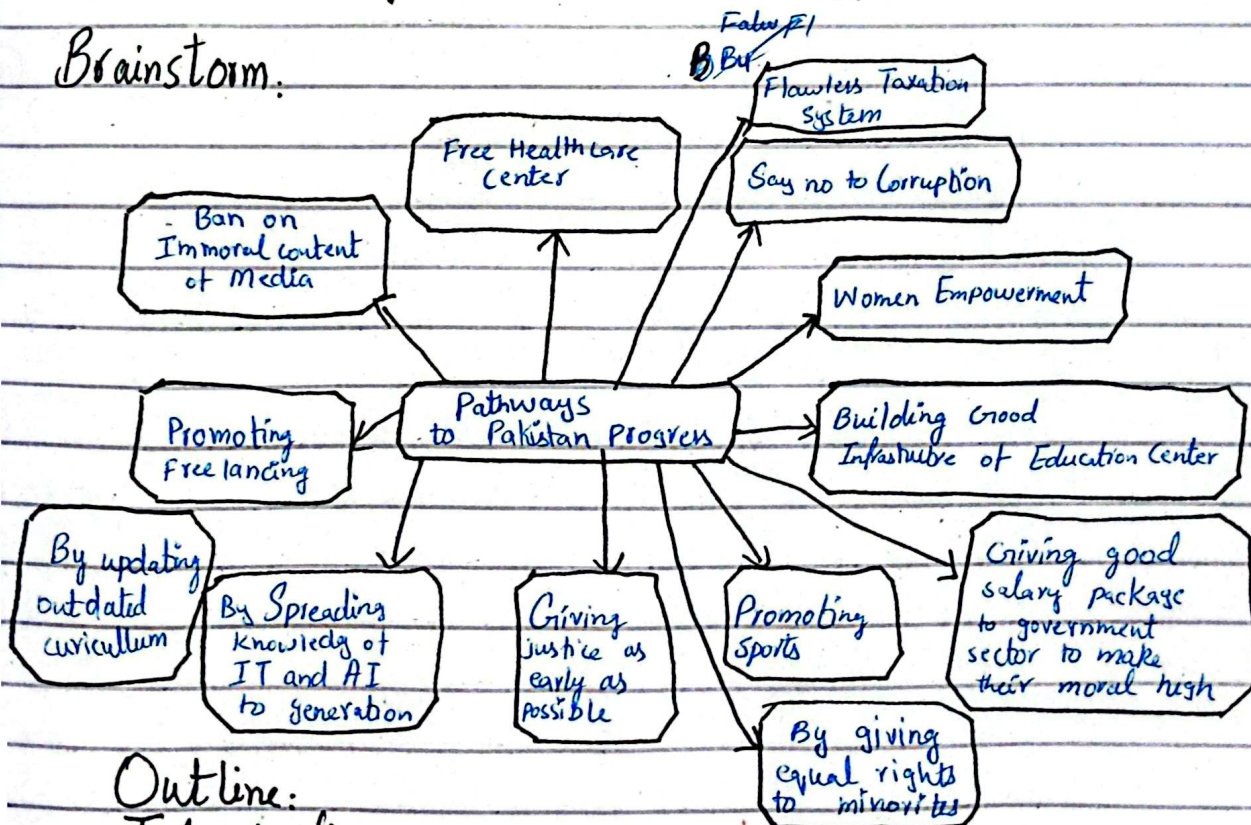 Brainstorm:
Flawless Taxation
System
Free Healthcare
Center
Say no to Corruption
Ban on
Immoral content
of Media
Women Empowerment
Pathways
to Pakistan Progress
Promoting
Free lancing
Building Good
Infrastubre of Education Center
By updating
outdated
curicullum
By Spreading
knowledg of
IT and AI
to generation
Giving
justice as
early as
possible
Promoting
sports
Giving good
salary package
to government
sector to make
their moral high
By giving
equal rights
to minorites
Outline: